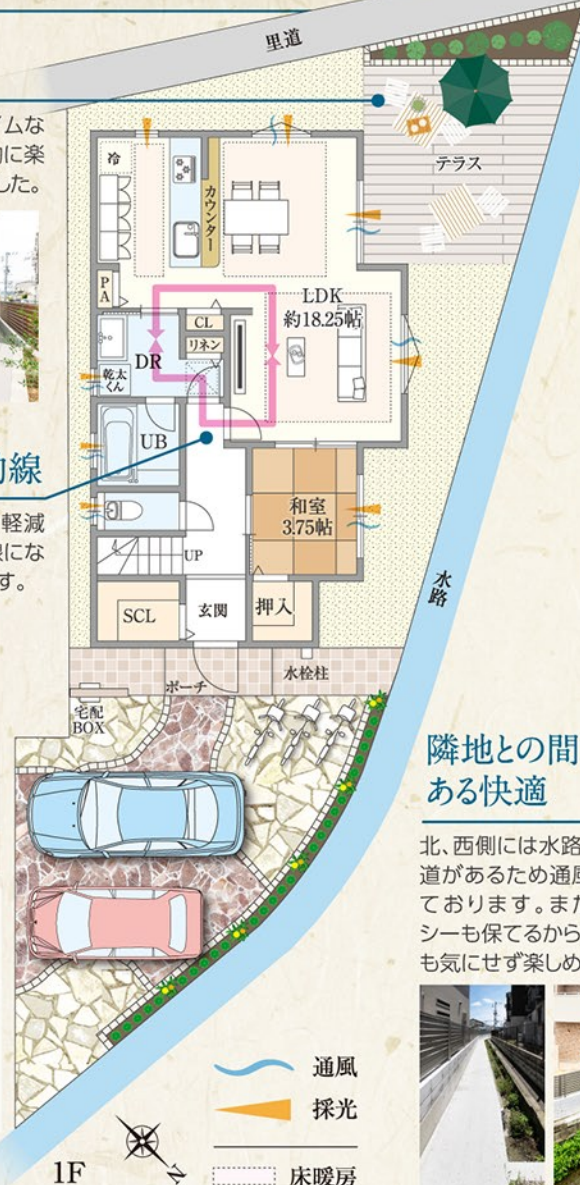 里道
ムな
的に楽
した。
テラス
冷
カウンター
PA
CL
リネン
LDK
約18.25帖
DR
乾太
くん
UB
動線
軽減
線にな
す。
和室
3.75帖
UP
SCL
玄関
押入
水路
ポーチ
水栓柱
宅配
BOX
隣地との間
ある快適
北、西側には水路
道があるため通風
ております。また
シーも保てるから
も気にせず楽しめ
通風
採光
1F
N
床暖房